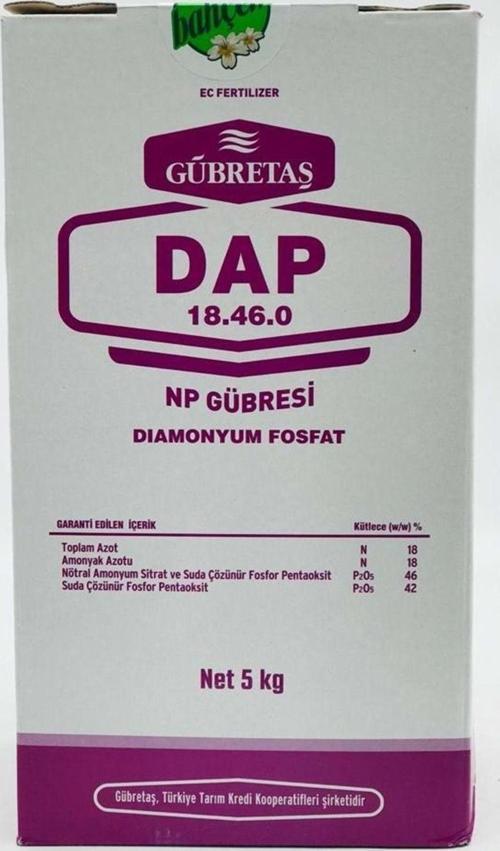 EC FERTILIZER
GÜBRETAŞ
DAP
18.46.0
NP GÜBRESİ
DIAMONYUM FOSFAT
GARANTİ EDİLEN İÇERİK Kütlece (w/w) %
Toplam Azot N 18
Amonyak Azotu N 18
Nötral Amonyum Sitrat ve Suda Çözünür Fosfor Pentaoksit P2O5 46
Suda Çözünür Fosfor Pentaoksit P2O5 42
Net 5 kg
Gübretaş, Türkiye Tarım Kredi Kooperatifleri şirketidir